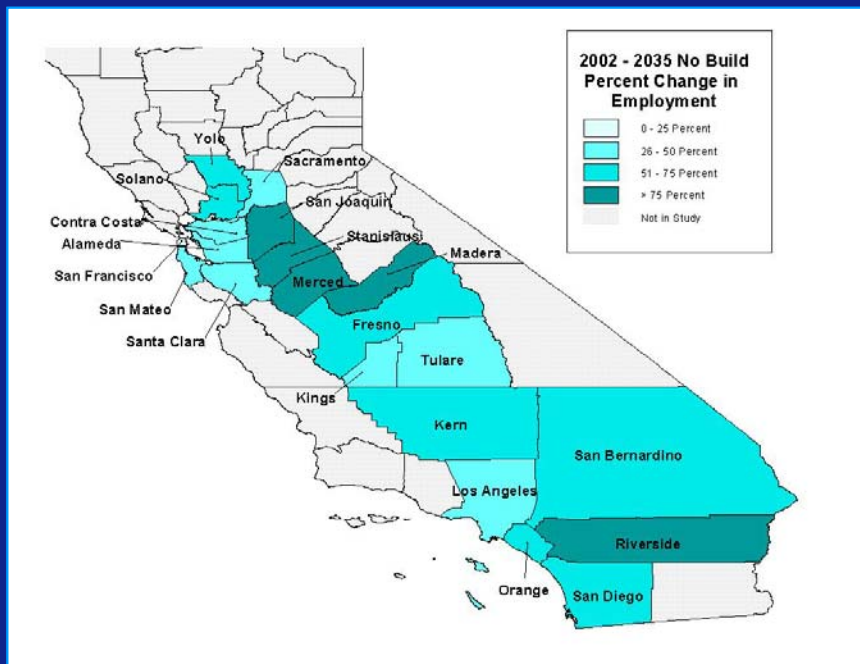 2002 - 2035 No Build
Percent Change in
Employment
0 - 25 Percent
26 - 50 Percent
51 - 75 Percent
> 75 Percent
Not in Study
Yolo
Sacramento
Solano
San Joaquin
Contra Costa
Stanislaus
Alameda
Madera
San Francisco
Merced
San Mateo
Fresno
Santa Clara
Tulare
Kings
Kern
San Bernardino
Los Angeles
Riverside
Orange
San Diego